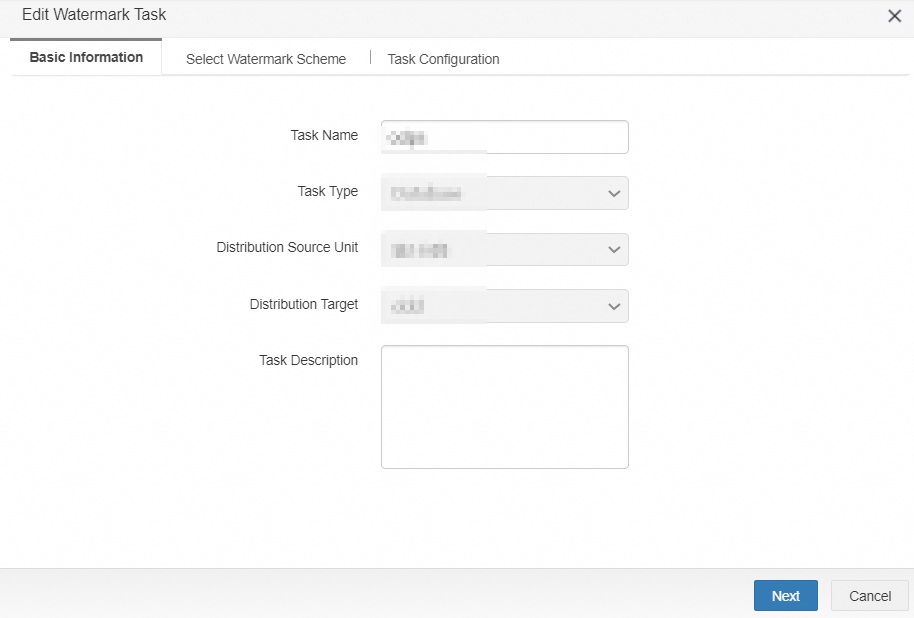 Edit Watermark Task
Basic Information
Select Watermark Scheme
Task Configuration
Task Name
Task Type
Distribution Source Unit
Distribution Target
Task Description
Next
Cancel